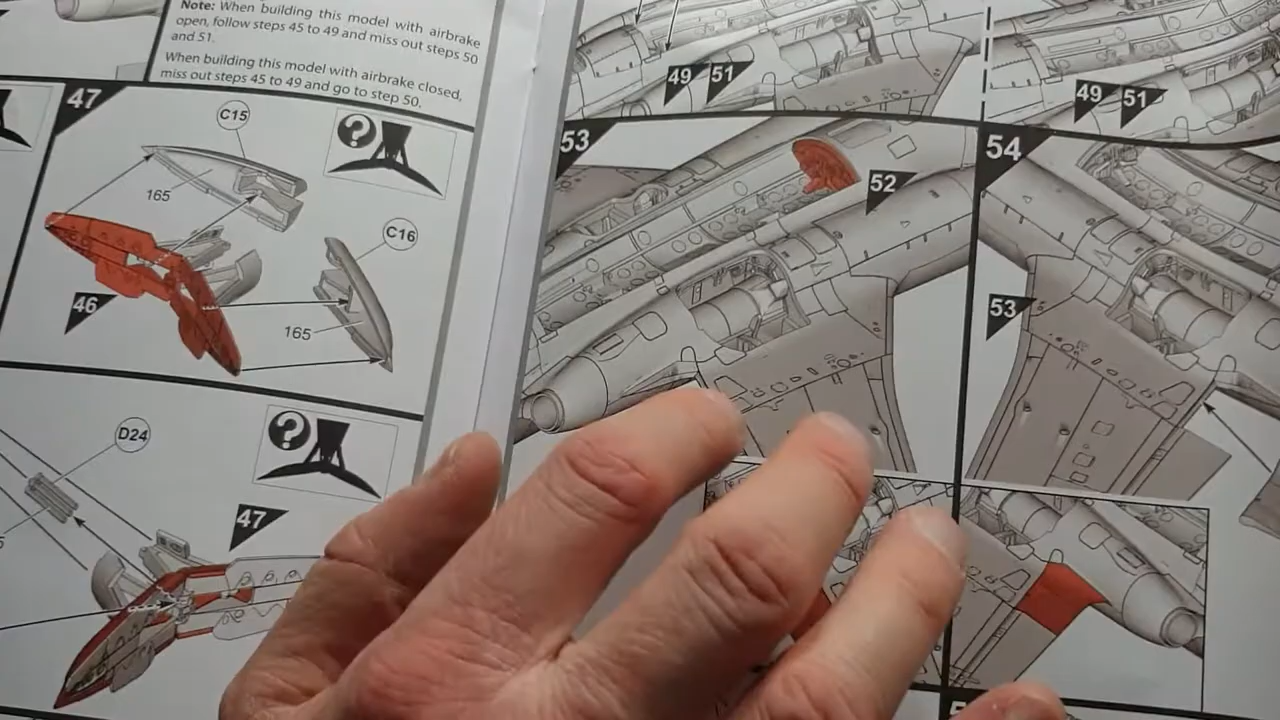 Note: When building this model with airbrake
open, follow steps 45 to 49 and miss out steps 50
and 51.
When building this model with airbrake closed,
miss out steps 45 to 49 and go to step 50.
47
C15
?
165
C16
46
165
D24
?
47
49 51
49 51
53
52
54
53